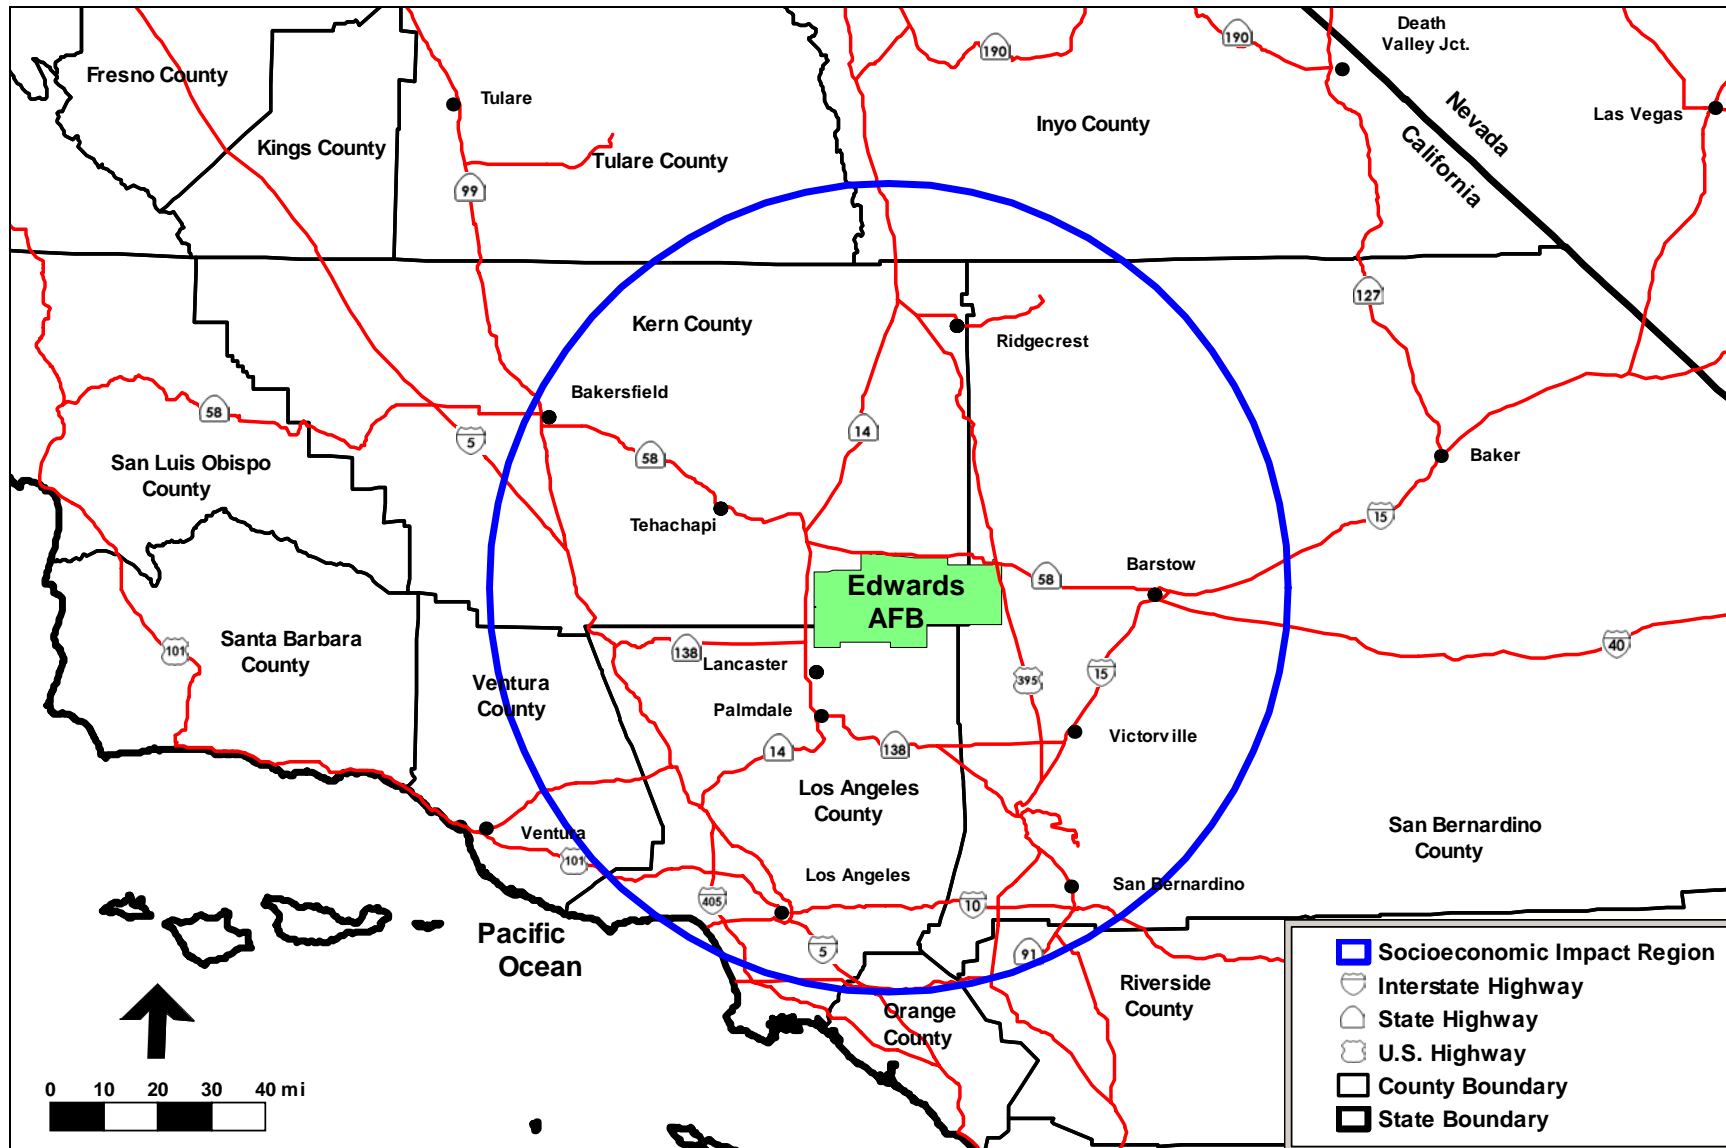 Death
Valley Jct.
190
190
Fresno County
Tulare
Las Vegas
Nevada
California
Inyo County
Kings County
Tulare County
99
127
Kern County
Ridgecrest
Bakersfield
58
5
14
58
Baker
San Luis Obispo
County
15
Tehachapi
Barstow
58
Edwards
AFB
Santa Barbara
County
101
138
Lancaster
40
Ventura
County
395
15
Palmdale
14
138
Victorville
Los Angeles
County
Ventura
101
San Bernardino
County
Los Angeles
San Bernardino
405
10
Pacific
Ocean
5
91
Riverside
County
Orange
County
Socioeconomic Impact Region
Interstate Highway
State Highway
U.S. Highway
County Boundary
State Boundary
0 10 20 30 40 mi